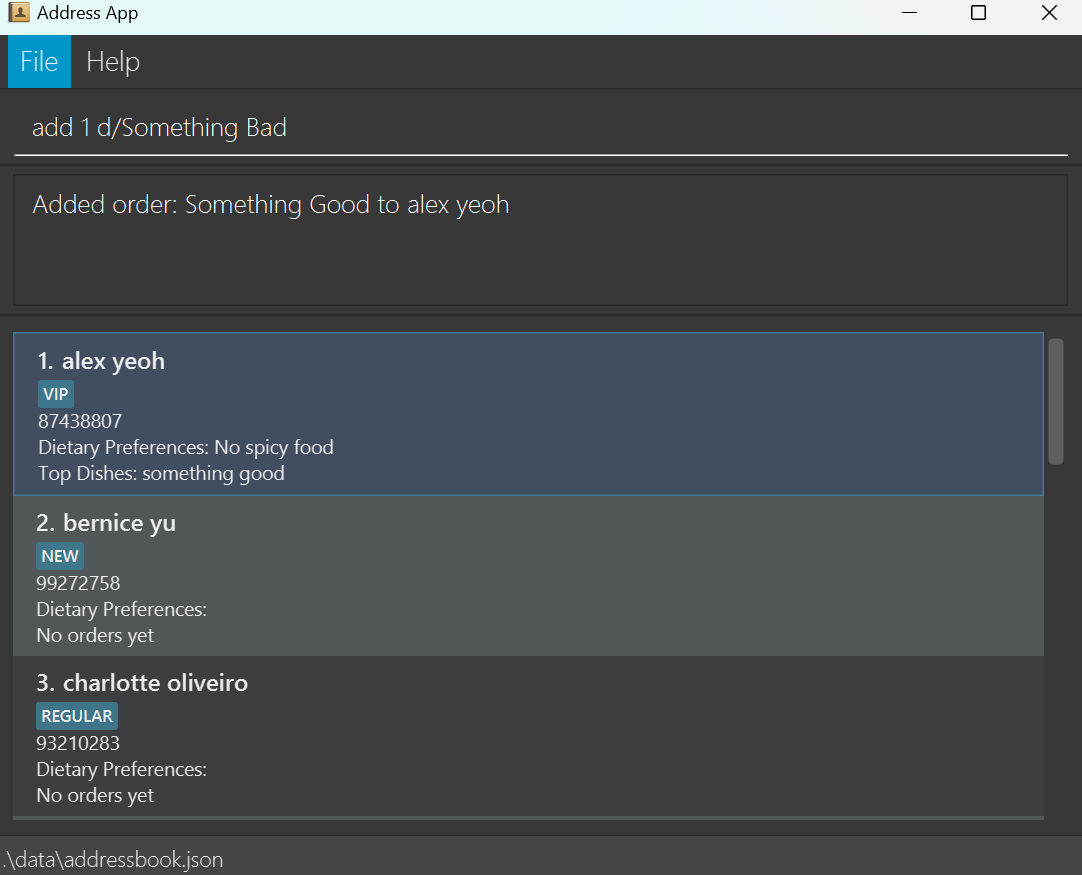 Address App
File Help
add 1 d/Something Bad
Added order: Something Good to alex yeoh
1. alex yeoh
VIP
87438807
Dietary Preferences: No spicy food
Top Dishes: something good
2. bernice yu
NEW
99272758
Dietary Preferences:
No orders yet
3. charlotte oliveiro
REGULAR
93210283
Dietary Preferences:
No orders yet
.\data\addressbook.json